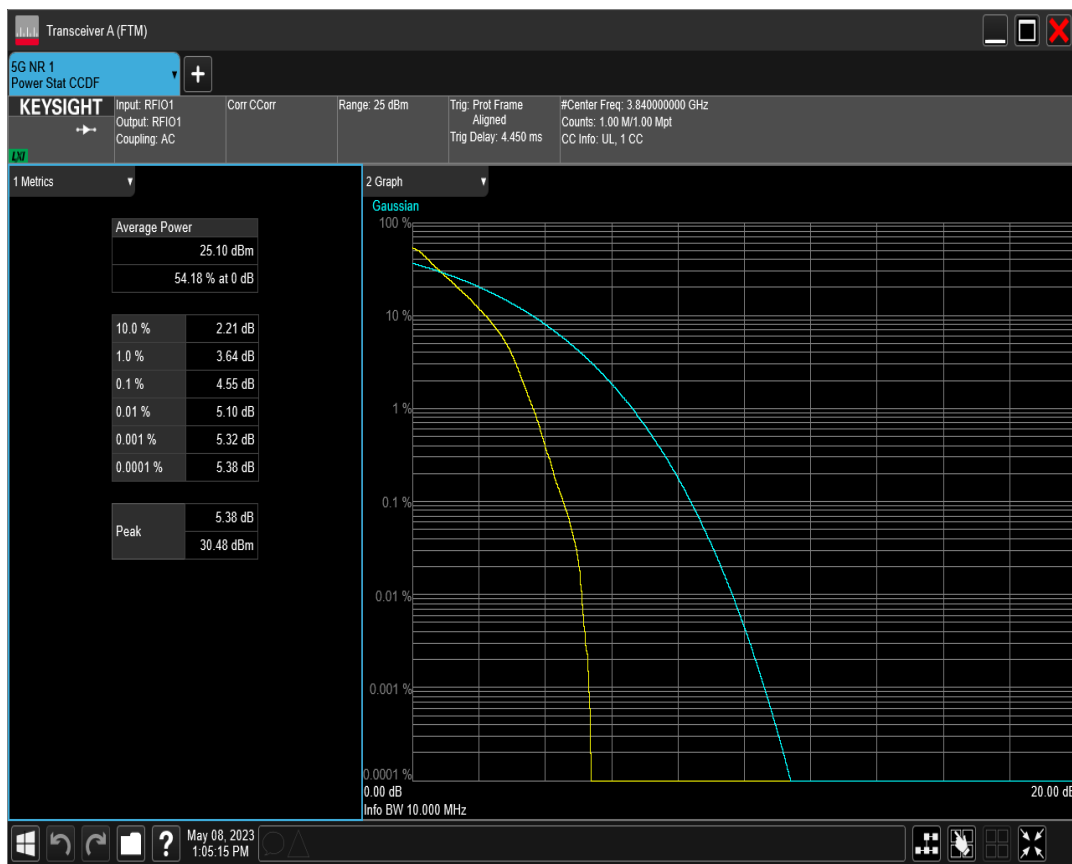 Transceiver A (FTM)
5G NR 1
Power Stat CCDF
+
KEYSIGHT
LXI
Input: RFIO1
Output: RFIO1
Coupling: AC
Corr CCorr
Range: 25 dBm
Trig: Prot Frame
Aligned
Trig Delay: 4.450 ms
#Center Freq: 3.840000000 GHz
Counts: 1.00 M/1.00 Mpt
CC Info: UL, 1 CC
1 Metrics
Average Power
25.10 dBm
54.18 % at 0 dB
10.0 % 2.21 dB
1.0 % 3.64 dB
0.1 % 4.55 dB
0.01 % 5.10 dB
0.001 % 5.32 dB
0.0001 % 5.38 dB
Peak
5.38 dB
30.48 dBm
2 Graph
Gaussian
100 %
10 %
1 %
0.1 %
0.01 %
0.001 %
0.0001 %
0.00 dB
20.00 dB
Info BW 10.000 MHz
?
May 08, 2023
1:05:15 PM